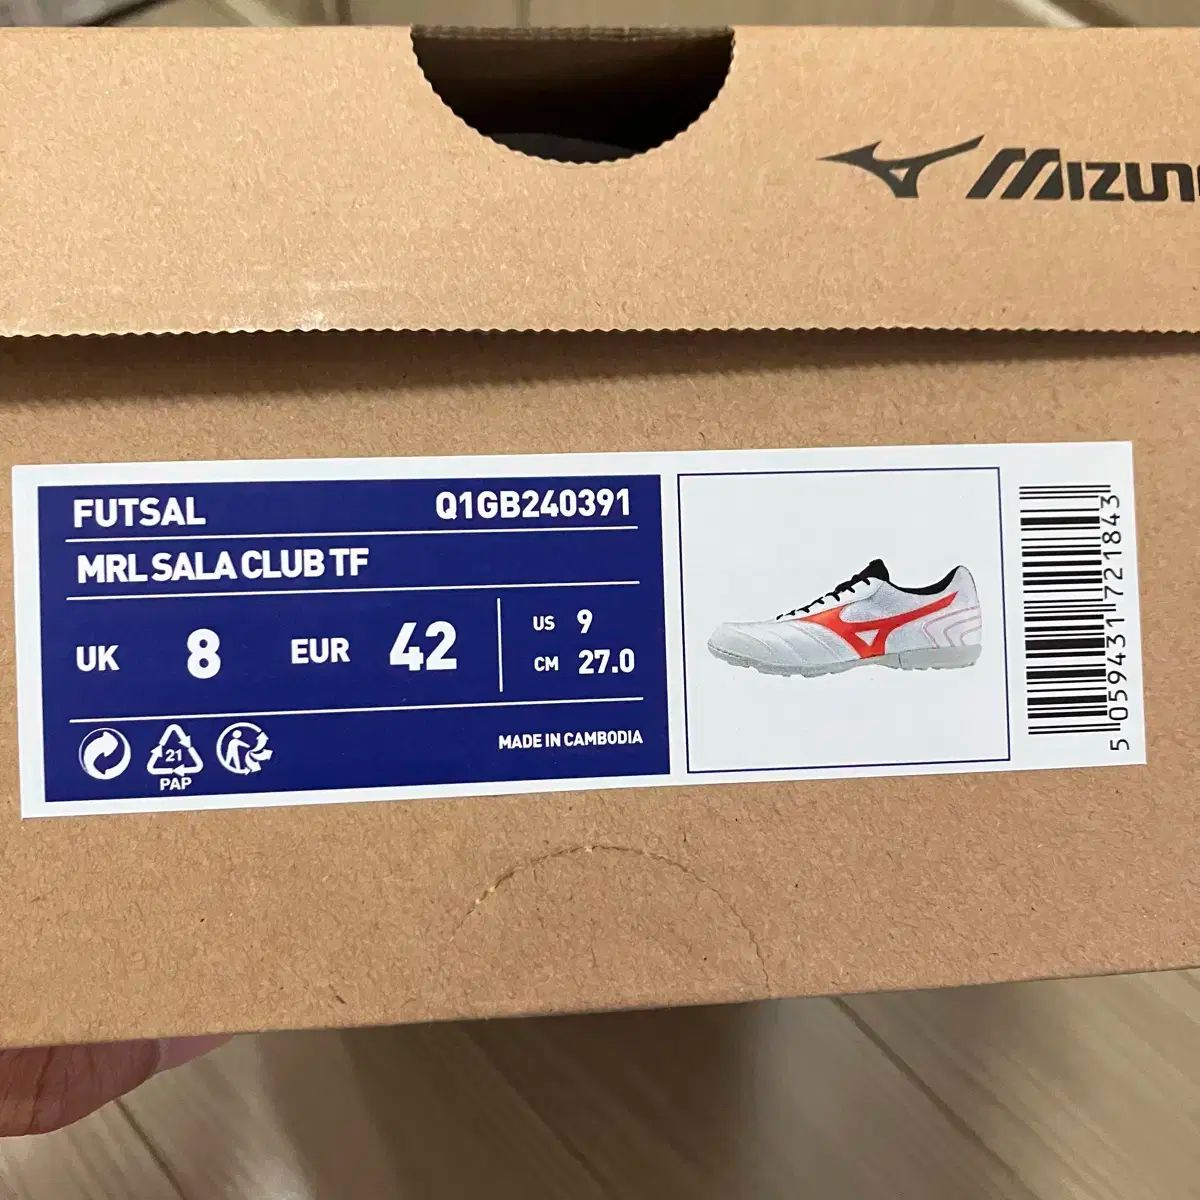 MIZUNO
FUTSAL Q1GB240391
MRL SALA CLUB TF
UK 8 EUR 42
US 9
CM 27.0
21
PAP
MADE IN CAMBODIA
5 059431 721843